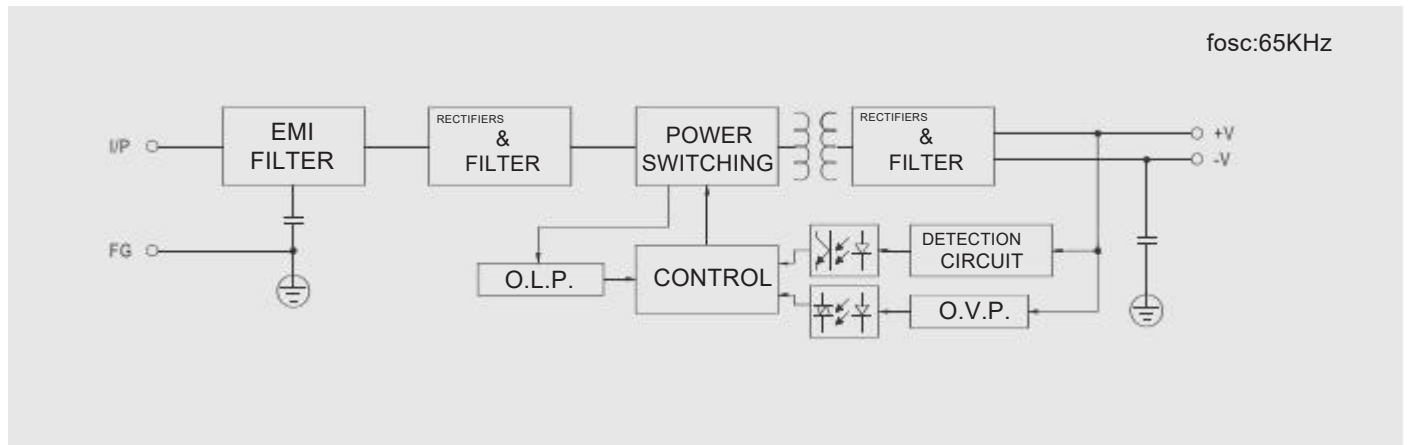 fosc:65KHz
I/P
EMI
FILTER
RECTIFIERS
&
FILTER
POWER
SWITCHING
RECTIFIERS
&
FILTER
+V
-V
FG
O.L.P.
CONTROL
DETECTION
CIRCUIT
O.V.P.